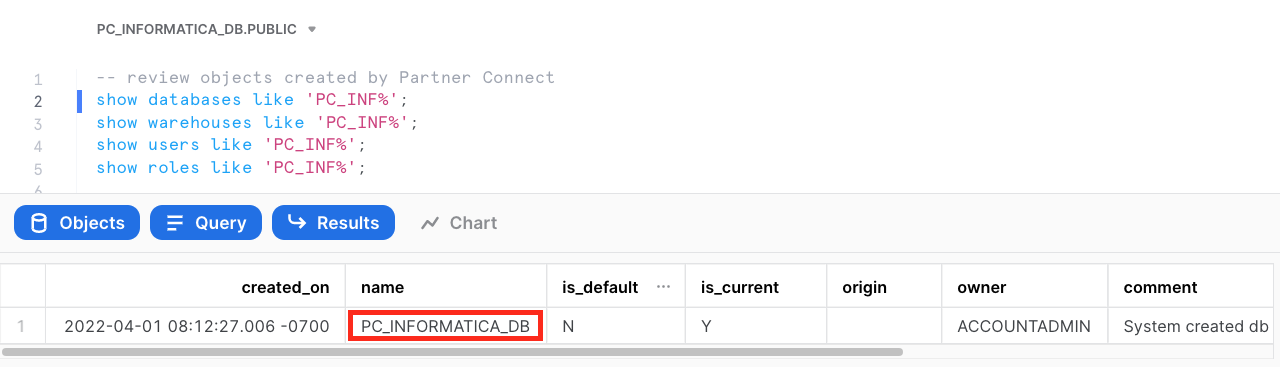 PC_INFORMATICA_DB.PUBLIC
1 -- review objects created by Partner Connect
2 show databases like 'PC_INF%';
3 show warehouses like 'PC_INF%';
4 show users like 'PC_INF%';
5 show roles like 'PC_INF%';
6
Objects Query Results Chart
created_on name is_default ... is_current origin owner comment
1 2022-04-01 08:12:27.006 -0700 PC_INFORMATICA_DB N Y ACCOUNTADMIN System created db